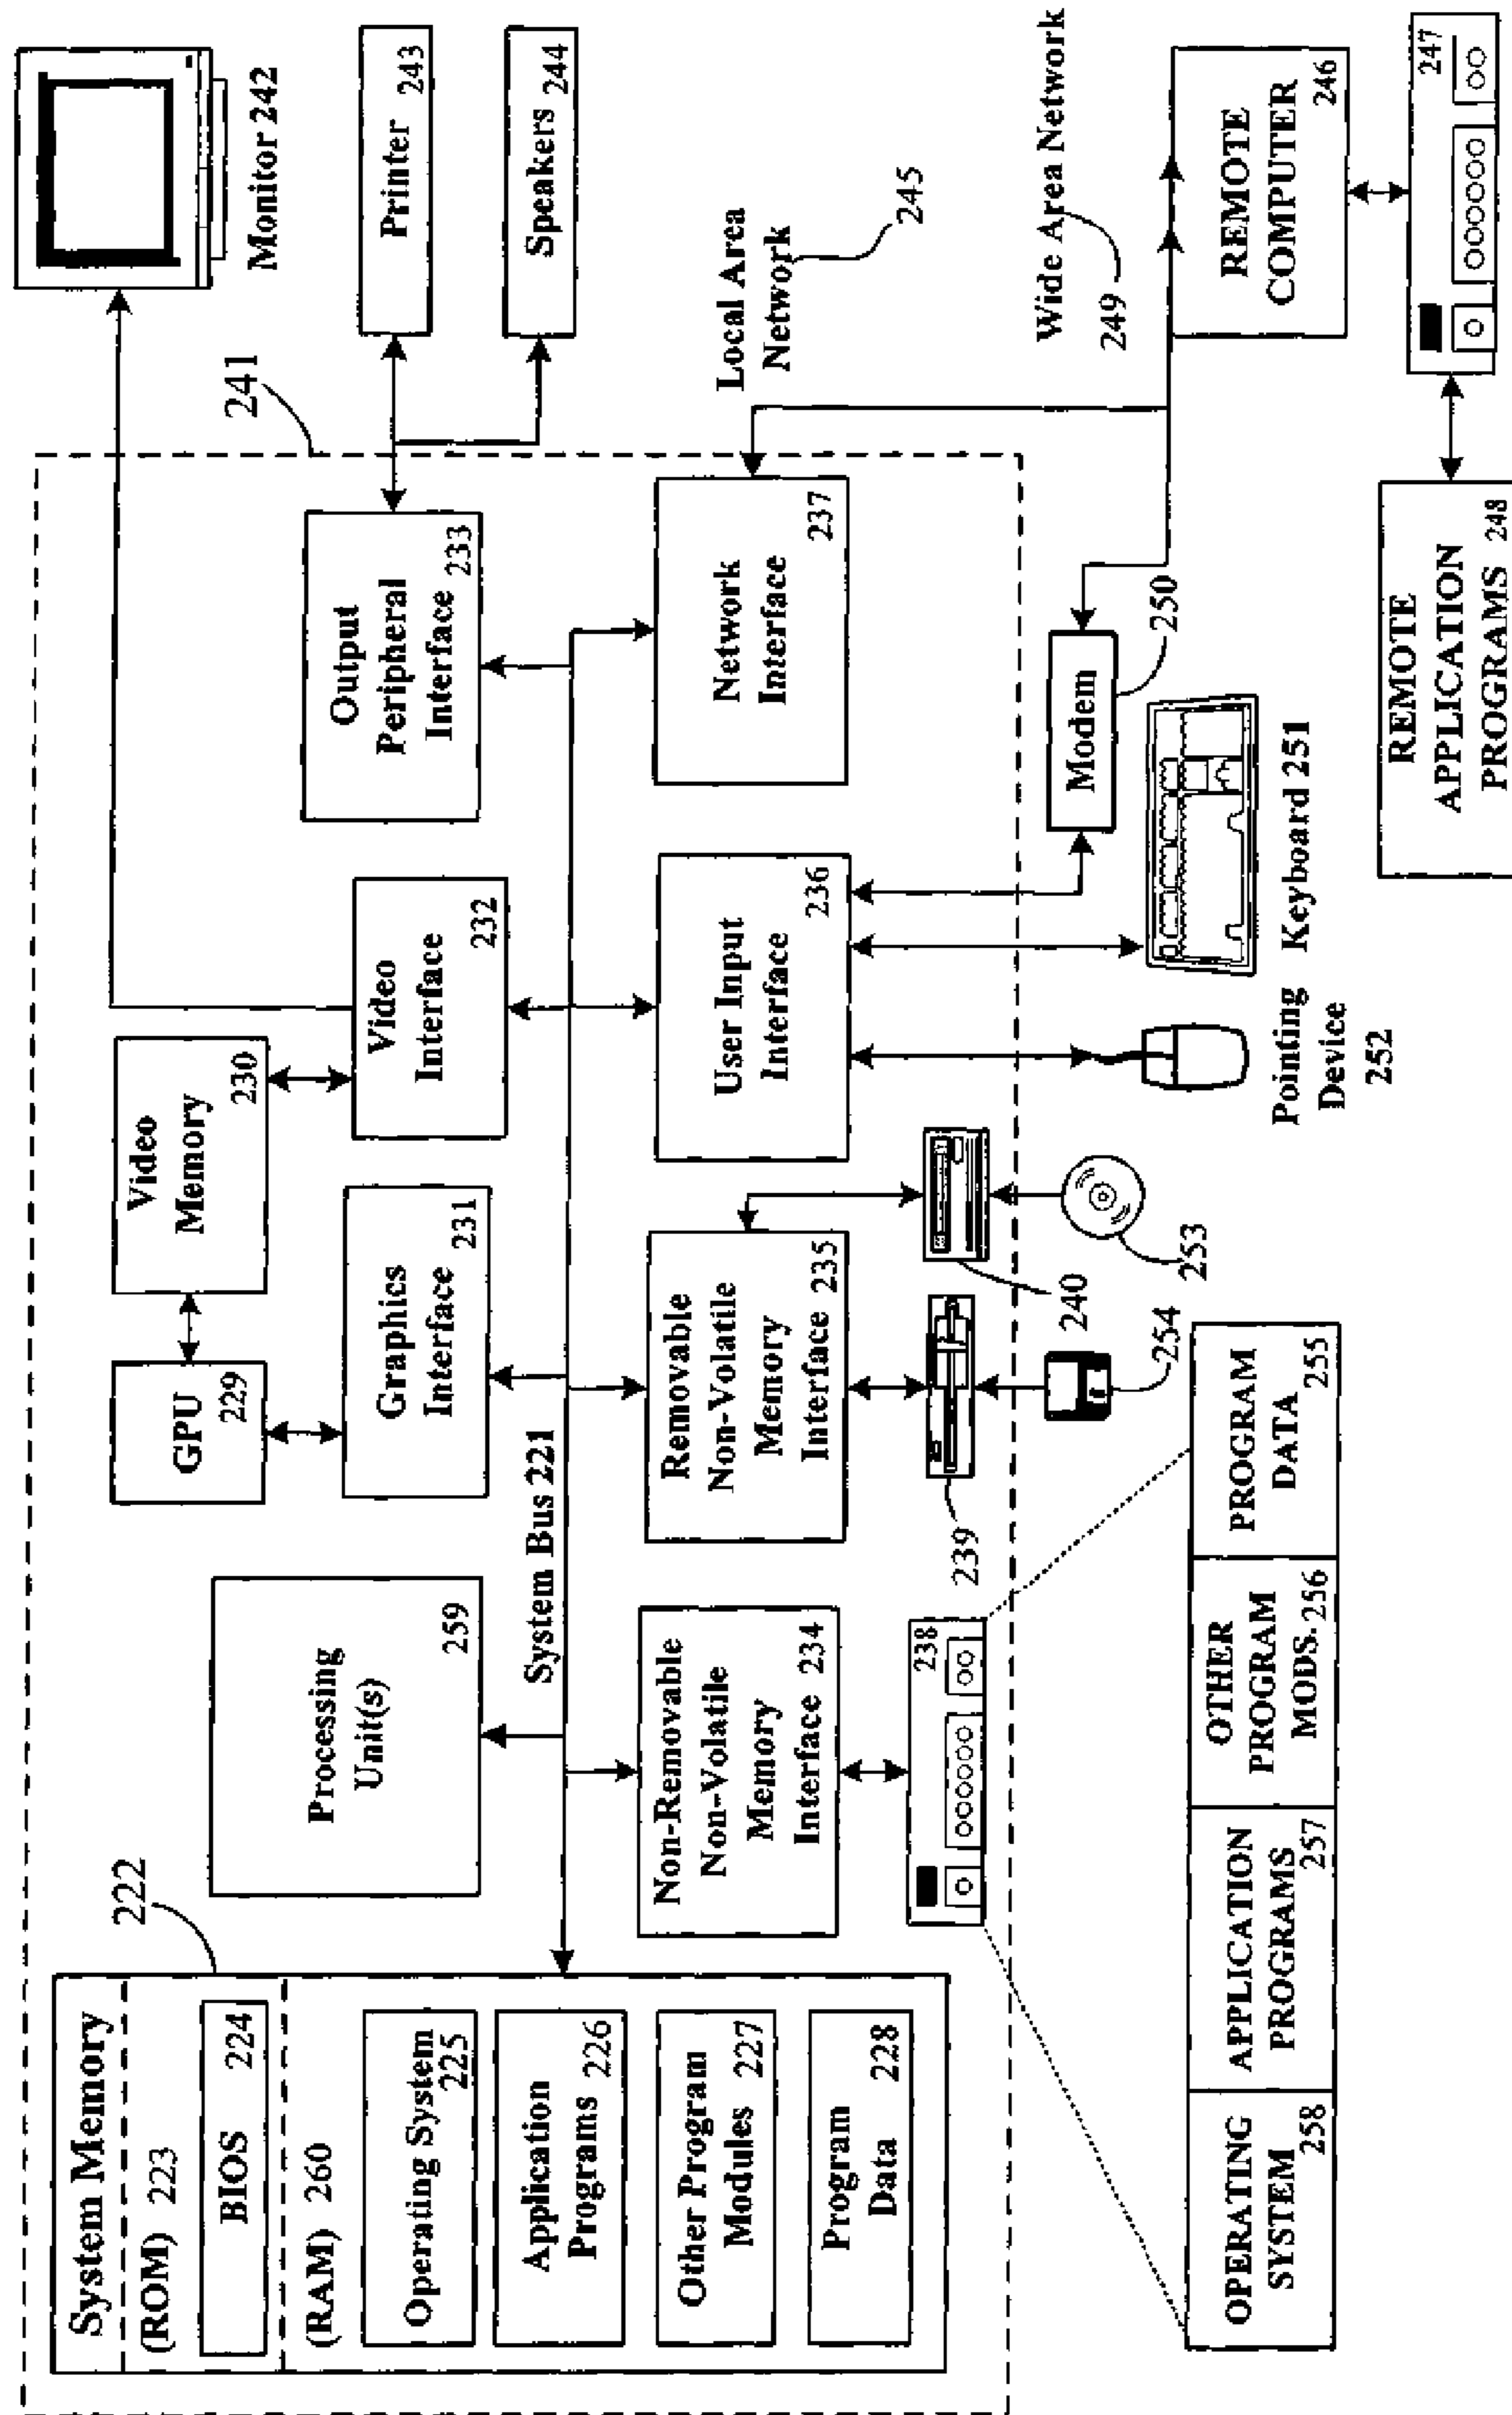 System Memory
(ROM) 223
BIOS 224
(RAM) 260
Operating System
225
Application
Programs 226
Other Program
Modules 227
Program
Data 228
222
Processing
Unit(s)
259
System Bus 221
GPU
229
Video
Memory
230
Graphics
Interface
231
Video
Interface
232
Output
Peripheral
Interface 233
241
Monitor 242
Printer 243
Speakers 244
Non-Removable
Non-Volatile
Memory
Interface 234
Removable
Non-Volatile
Memory
Interface 235
User Input
Interface
236
Network
Interface
237
Local Area
Network
245
238
239
240
254
253
Pointing
Device
252
Keyboard 251
Modem
250
Wide Area Network
249
REMOTE
COMPUTER
246
247
REMOTE
APPLICATION
PROGRAMS 248
OPERATING
SYSTEM
258
APPLICATION
PROGRAMS
257
OTHER
PROGRAM
MODS. 256
PROGRAM
DATA
255